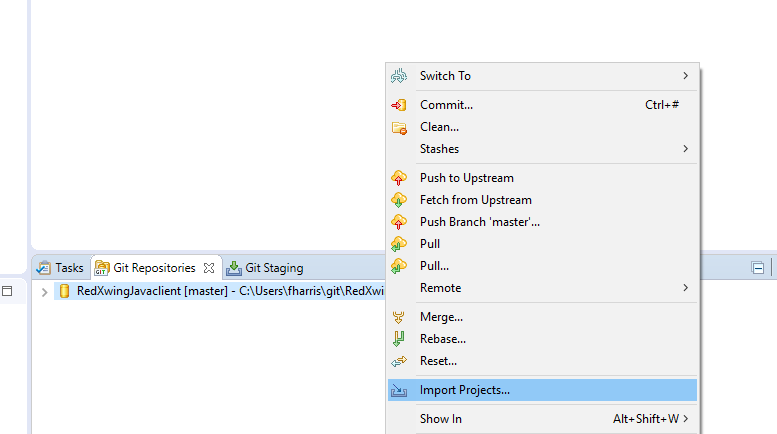 Switch To
Commit... Ctrl+#
Clean...
Stashes
Push to Upstream
Fetch from Upstream
Push Branch 'master'...
Pull
Pull...
Remote
Merge...
Rebase...
Reset...
Import Projects...
Show In Alt+Shift+W
Tasks Git Repositories Git Staging
RedXwingJavaclient [master] - C:\Users\fharris\git\RedXwi